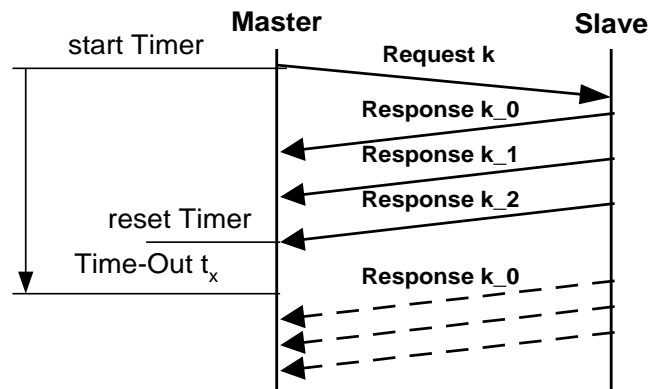 Master
Slave
start Timer
Request k
Response k_0
Response k_1
Response k_2
reset Timer
Time-Out tx
Response k_0